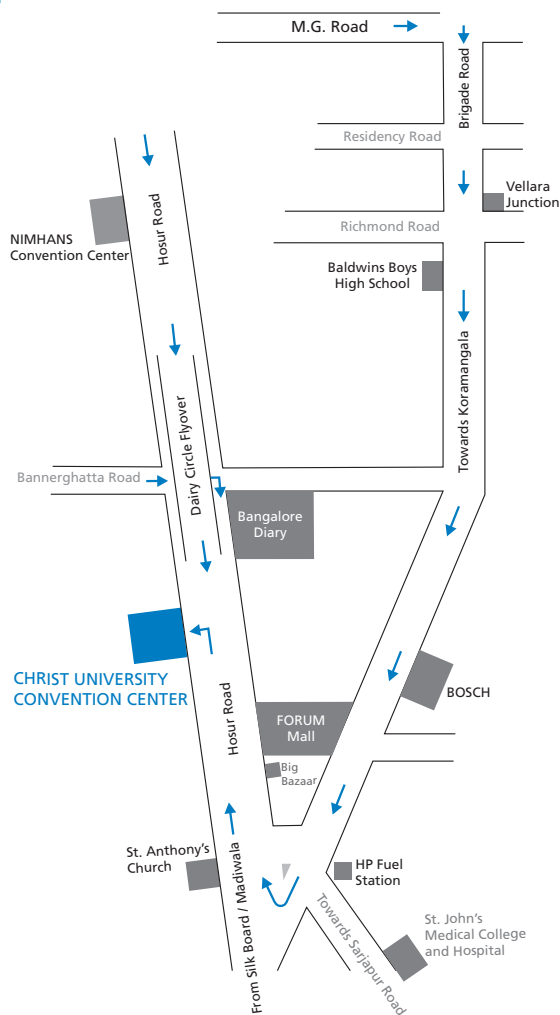 M.G. Road
Brigade Road
Residency Road
Vellara
Junction
Richmond Road
Hosur Road
NIMHANS
Convention Center
Baldwins Boys
High School
Towards Koramangala
Dairy Circle Flyover
Bannerghatta Road
Bangalore
Diary
CHRIST UNIVERSITY
CONVENTION CENTER
BOSCH
Hosur Road
FORUM
Mall
Big
Bazaar
St. Anthony's
Church
HP Fuel
Station
From Silk Board / Madiwala
Towards Sarjapur Road
St. John's
Medical College
and Hospital